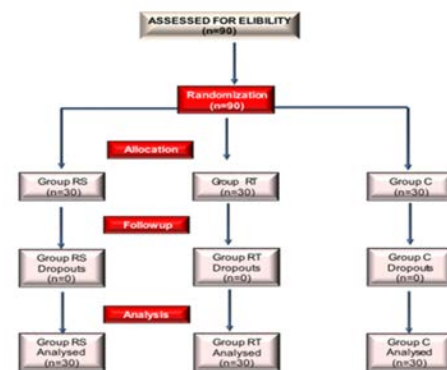 ASSESSED FOR ELIBILITY
(n=90)
Randomization
(n=90)
Allocation
Group RS
(n=30)
Group RT
(n=30)
Group C
(n=30)
Followup
Group RS
Dropouts
(n=0)
Group RT
Dropouts
(n=0)
Group C
Dropouts
(n=0)
Analysis
Group RS
Analysed
(n=30)
Group RT
Analysed
(n=30)
Group C
Analysed
(n=30)